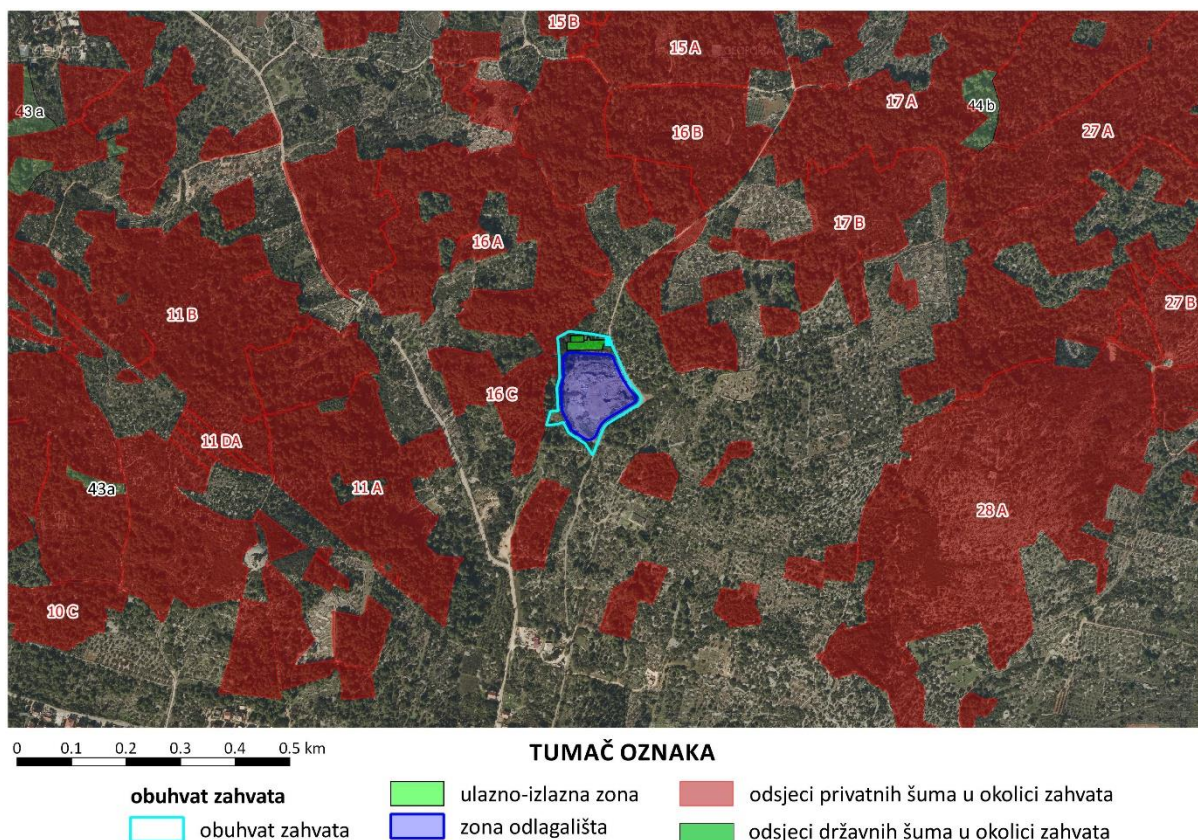 15 B
15 A
43 a
17 A
44 b
27 A
16 B
17 B
16 A
27 B
11 B
16 C
11 DA
43a
11 A
28 A
10 C
0 0.1 0.2 0.3 0.4 0.5 km
TUMAČ OZNAKA
obuhvat zahvata
obuhvat zahvata
ulazno-izlazna zona
zona odlagališta
odsjeci privatnih šuma u okolici zahvata
odsjeci državnih šuma u okolici zahvata